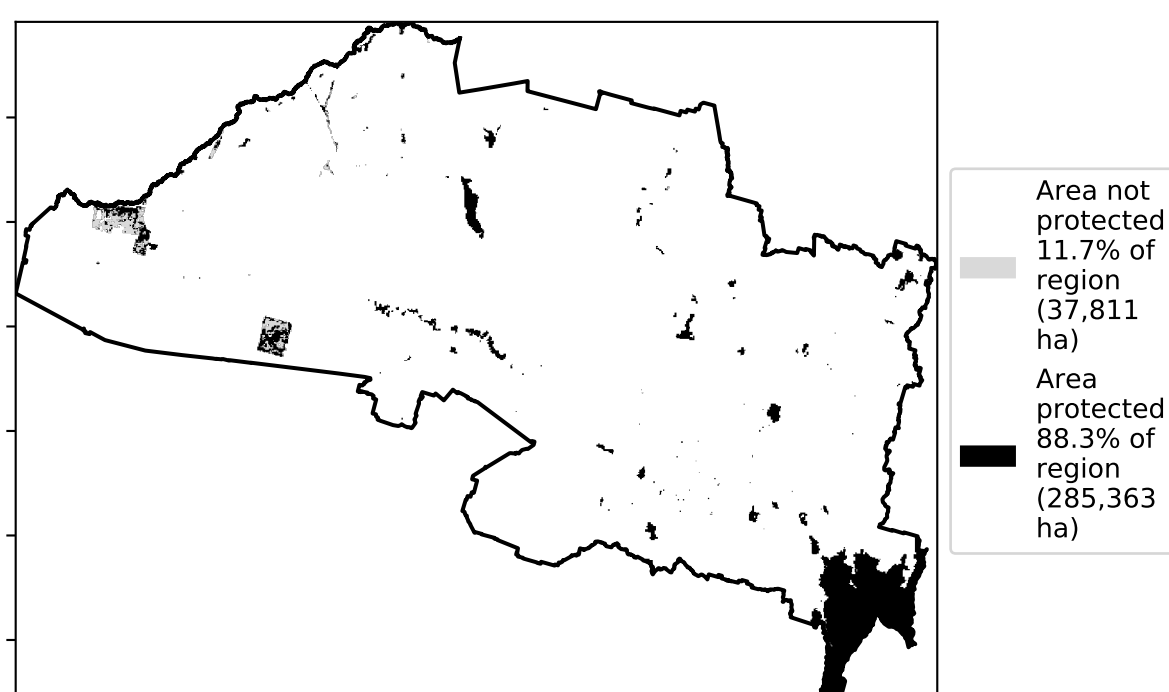 Area not
protected
11.7% of
region
(37,811
ha)
Area
protected
88.3% of
region
(285,363
ha)